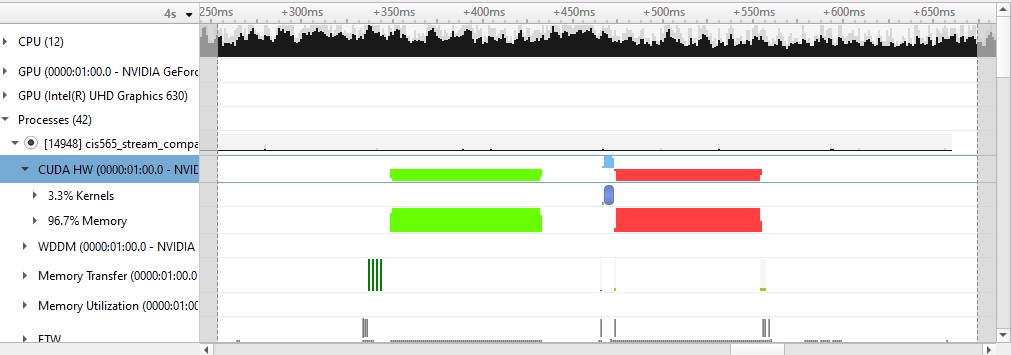 4s
250ms +300ms +350ms +400ms +450ms +500ms +550ms +600ms +650ms
CPU (12)
GPU (0000:01:00.0 - NVIDIA GeForc
GPU (Intel(R) UHD Graphics 630)
Processes (42)
[14948] cis565_stream_compa
CUDA HW (0000:01:00.0 - NVID
3.3% Kernels
96.7% Memory
WDDM (0000:01:00.0 - NVIDIA
Memory Transfer (0000:01:00.0
Memory Utilization (0000:01:00
ETW